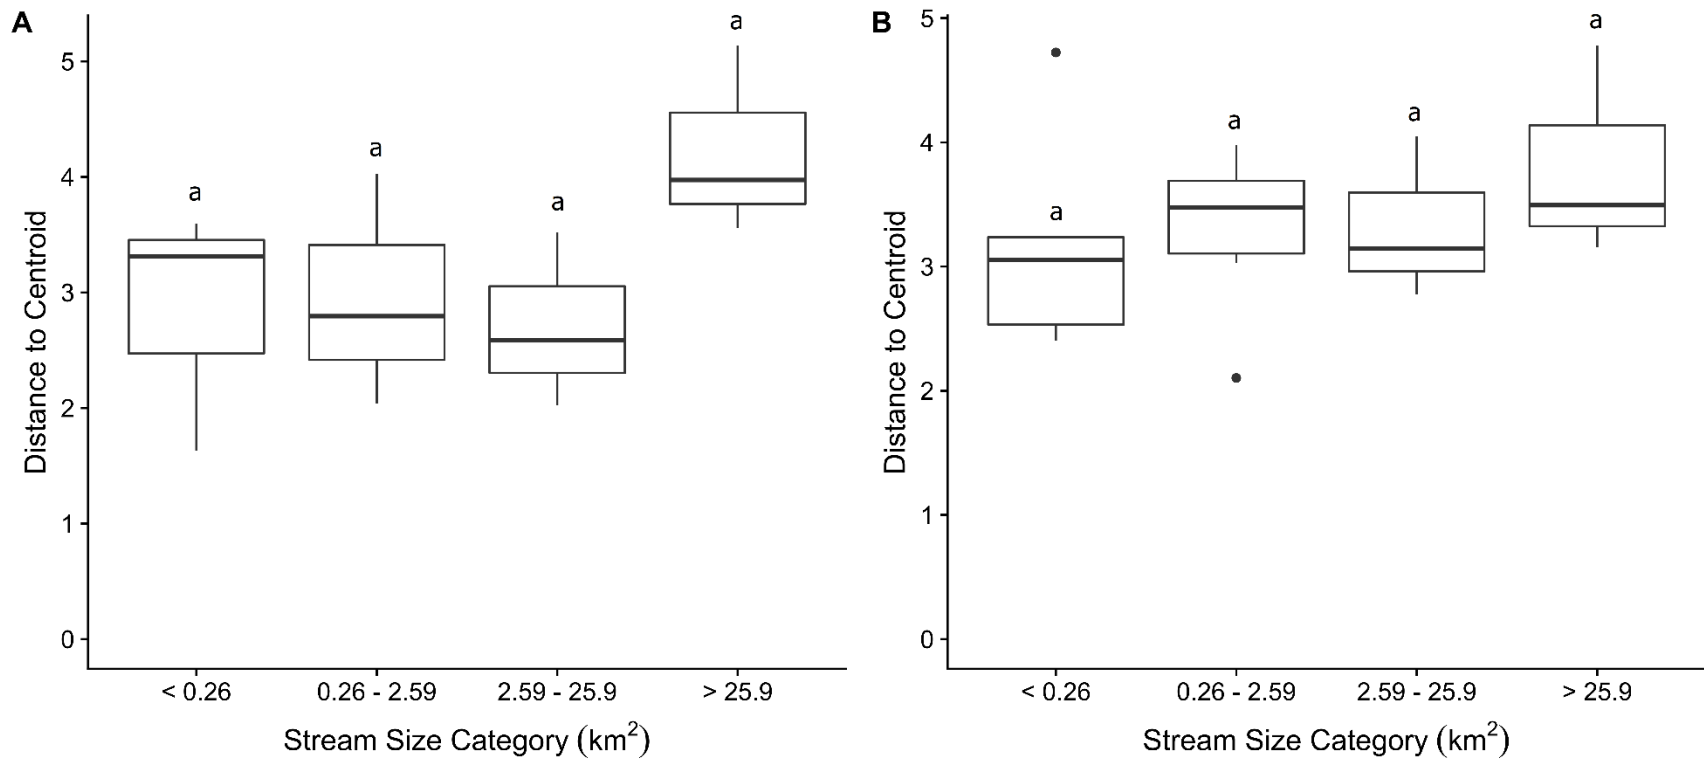 A
Distance to Centroid
5
4
3
2
1
0
a
a
a
a
< 0.26
0.26 - 2.59
2.59 - 25.9
> 25.9
Stream Size Category (km²)
B
Distance to Centroid
5
4
3
2
1
0
a
a
a
a
< 0.26
0.26 - 2.59
2.59 - 25.9
> 25.9
Stream Size Category (km²)